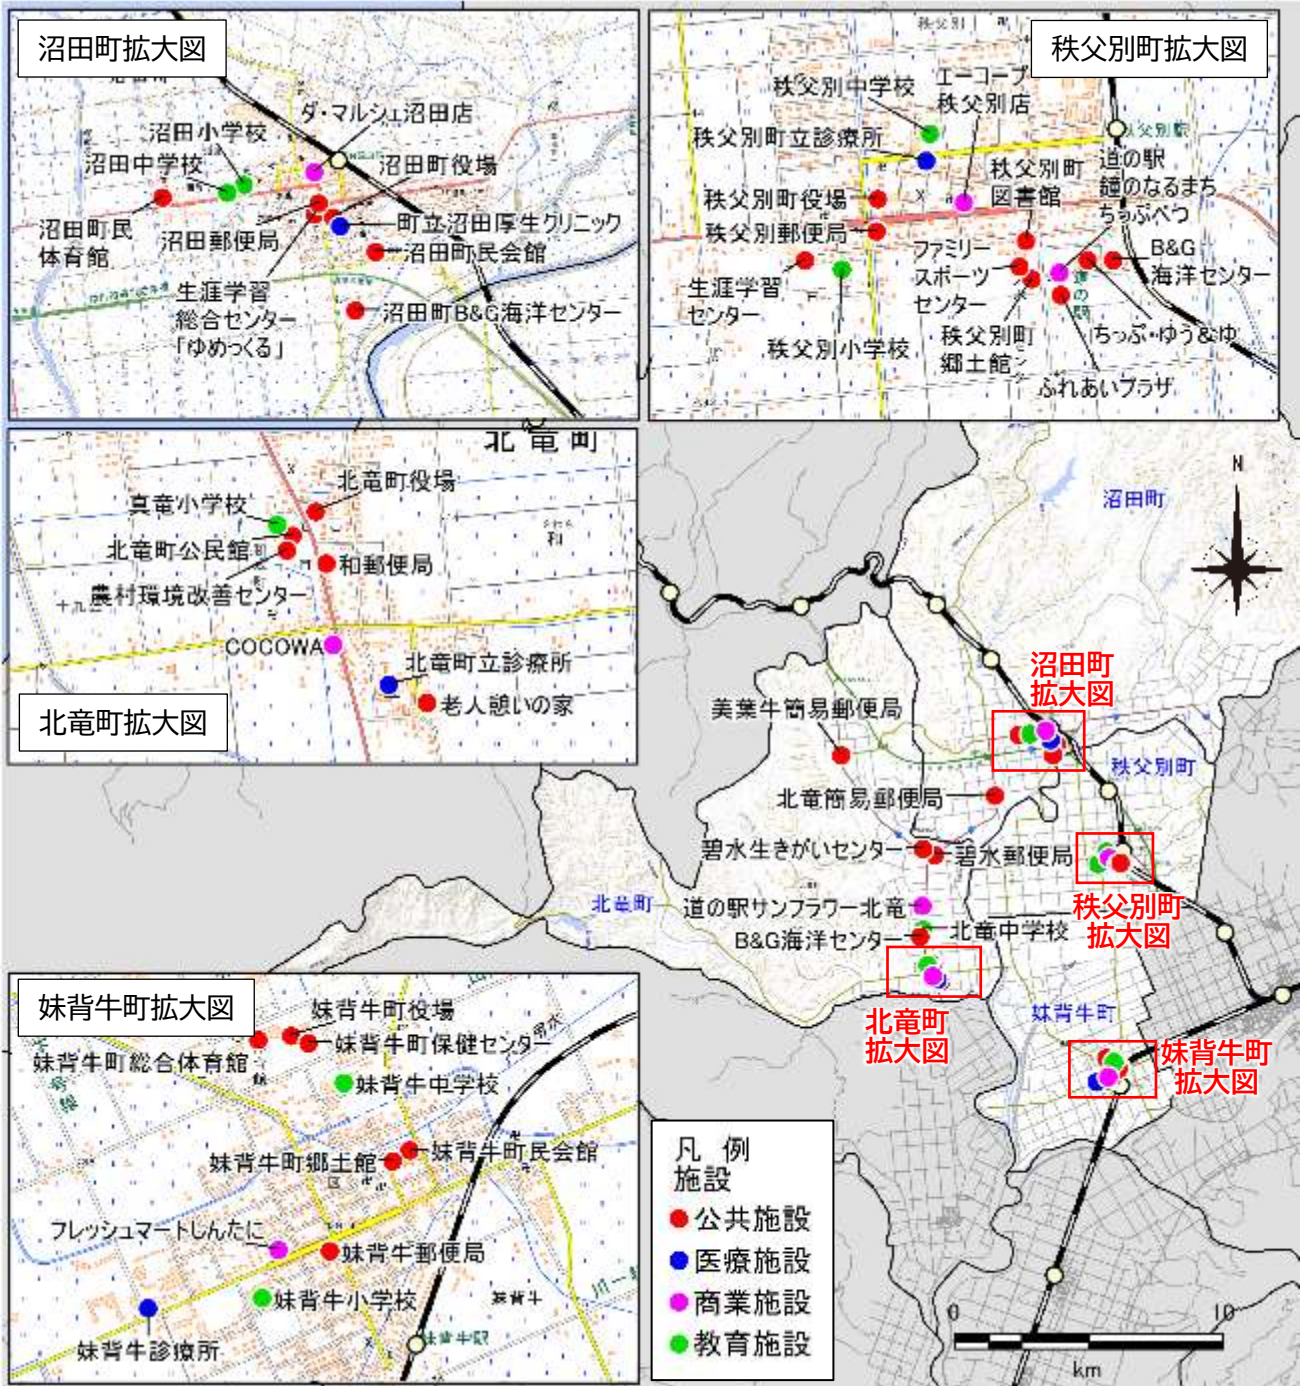 沼田町拡大図
ダ・マルシェ沼田店
沼田小学校
沼田中学校
沼田町役場
沼田町民
体育館
沼田郵便局
町立沼田厚生クリニック
沼田町民会館
生涯学習
総合センター
「ゆめっくる」
沼田町B&G海洋センター
秩父別町拡大図
秩父別
エーコープ
秩父別店
秩父別中学校
秩父別町立診療所
秩父別駅
道の駅
鐘のなるまち
ちっぷべつ
秩父別町
図書館
秩父別町役場
秩父別郵便局
ファミリー
スポーツ
センター
B&G
海洋センター
生涯学習
センター
道の駅
ちっぷ・ゆう&ゆ
秩父別小学校
秩父別町
郷土館
ふれあいプラザ
北竜町
北竜町役場
真竜小学校
北竜町公民館
和
和郵便局
農村環境改善センター
COCOWA
北竜町立診療所
老人憩いの家
北竜町拡大図
N
沼田町
沼田町
拡大図
美葉牛簡易郵便局
秩父別町
北竜簡易郵便局
碧水生きがいセンター
碧水郵便局
北竜町
道の駅サンフラワー北竜
B&G海洋センター
北竜中学校
秩父別町
拡大図
北竜町
拡大図
妹背牛町
妹背牛町
拡大図
妹背牛町拡大図
妹背牛町役場
妹背牛町総合体育館
妹背牛町保健センター
妹背牛中学校
妹背牛町郷土館
妹背牛町民会館
フレッシュマートしんたに
妹背牛郵便局
妹背牛小学校
妹背牛
妹背牛駅
妹背牛診療所
凡 例
施設
公共施設
医療施設
商業施設
教育施設
0
10
km